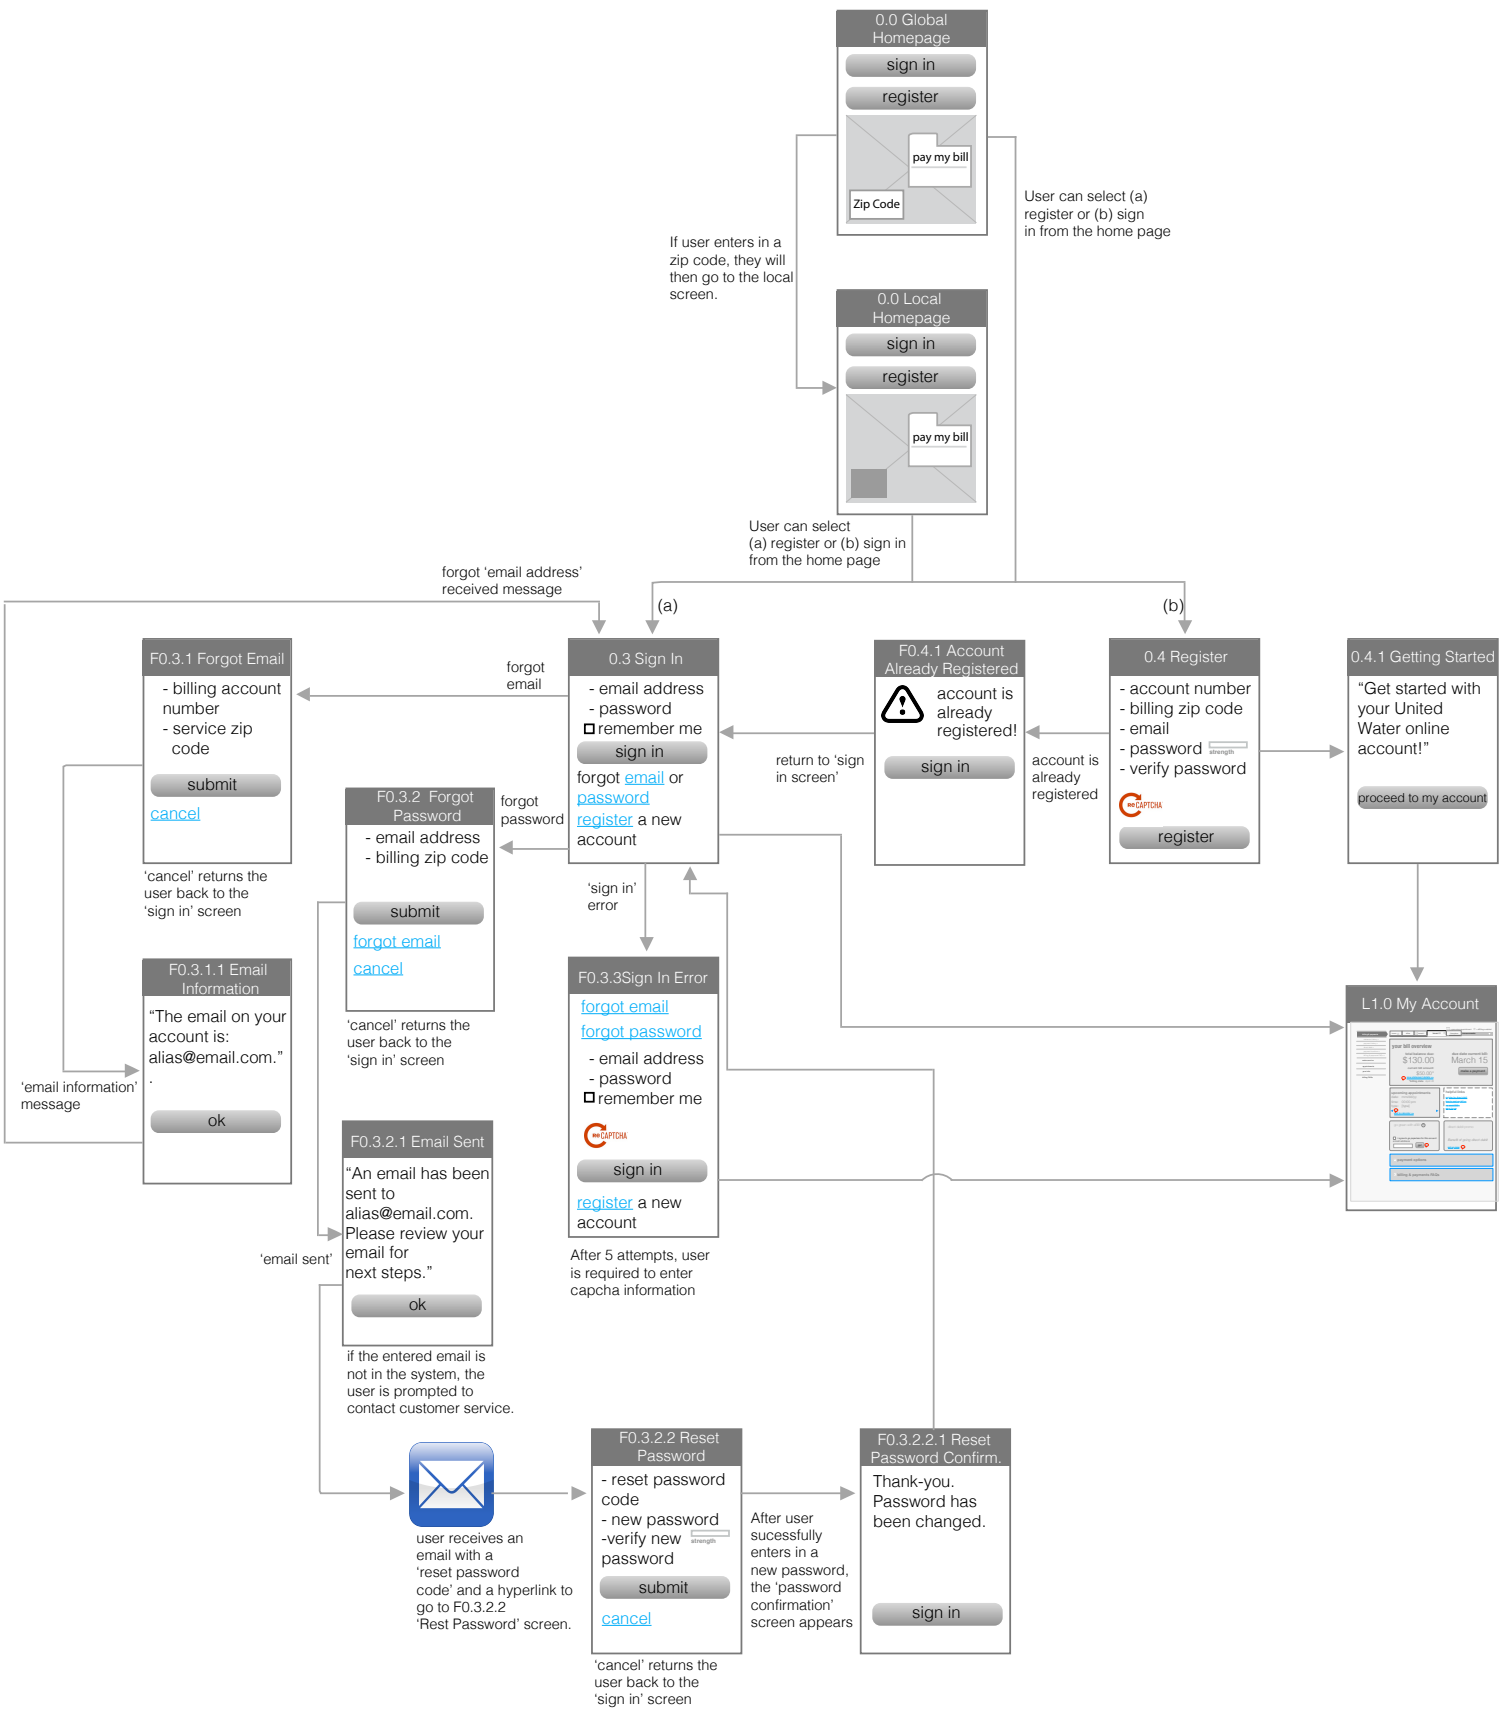 0.0 Global
Homepage
sign in
register
pay my bill
Zip Code
User can select (a)
register or (b) sign
in from the home page
If user enters in a
zip code, they will
then go to the local
screen.
0.0 Local
Homepage
sign in
register
pay my bill
User can select
(a) register or (b) sign in
from the home page
forgot ‘email address’
received message
(a)
(b)
F0.3.1 Forgot Email
- billing account
number
- service zip
code
submit
cancel
‘cancel’ returns the
user back to the
‘sign in’ screen
forgot
email
0.3 Sign In
- email address
- password
remember me
sign in
forgot email or
password
register a new
account
return to ‘sign
in screen’
F0.4.1 Account
Already Registered
account is
already
registered!
sign in
account is
already
registered
0.4 Register
- account number
- billing zip code
- email
- password
strength
- verify password
RE CAPTCHA
register
0.4.1 Getting Started
“Get started with
your United
Water online
account!”
proceed to my account
F0.3.2 Forgot
Password
- email address
- billing zip code
submit
forgot email
cancel
‘cancel’ returns the
user back to the
‘sign in’ screen
forgot
password
‘sign in’
error
F0.3.1.1 Email
Information
“The email on your
account is:
alias@email.com.”
.
ok
‘email information’
message
F0.3.3Sign In Error
forgot email
forgot password
- email address
- password
remember me
RE CAPTCHA
sign in
register a new
account
After 5 attempts, user
is required to enter
capcha information
L1.0 My Account
your bill overview
$130.00
March 15
F0.3.2.1 Email Sent
“An email has been
sent to
alias@email.com.
Please review your
email for
next steps.”
ok
‘email sent’
if the entered email is
not in the system, the
user is prompted to
contact customer service.
user receives an
email with a
‘reset password
code’ and a hyperlink to
go to F0.3.2.2
‘Rest Password’ screen.
F0.3.2.2 Reset
Password
- reset password
code
- new password
-verify new
strength
password
submit
cancel
‘cancel’ returns the
user back to the
‘sign in’ screen
After user
sucessfully
enters in a
new password,
the ‘password
confirmation’
screen appears
F0.3.2.2.1 Reset
Password Confirm.
Thank-you.
Password has
been changed.
sign in